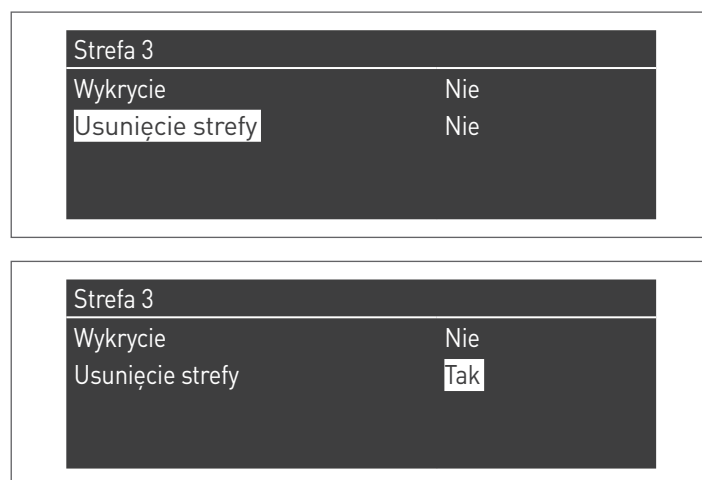 Strefa 3
Wykrycie Nie
Usunięcie strefy Nie
Strefa 3
Wykrycie Nie
Usunięcie strefy Tak